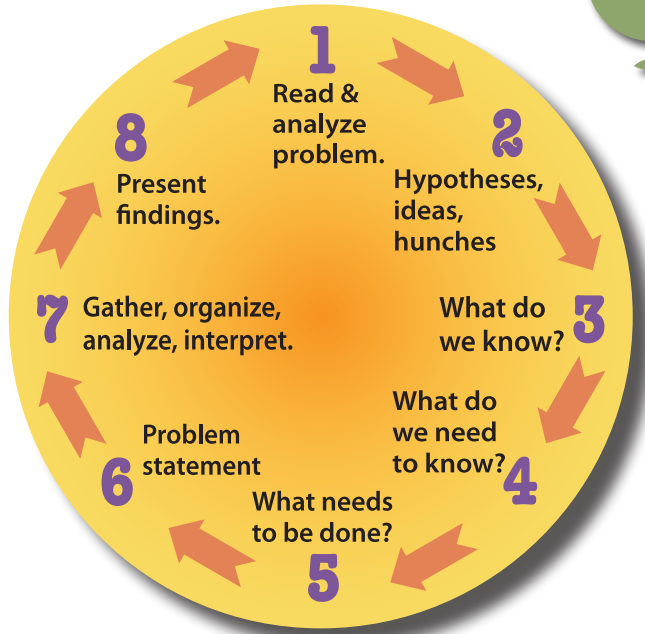 1
Read &
analyze
problem.
2
Hypotheses,
ideas,
hunches
3
What do
we know?
4
What do
we need
to know?
5
What needs
to be done?
6
Problem
statement
7
Gather, organize,
analyze, interpret.
8
Present
findings.